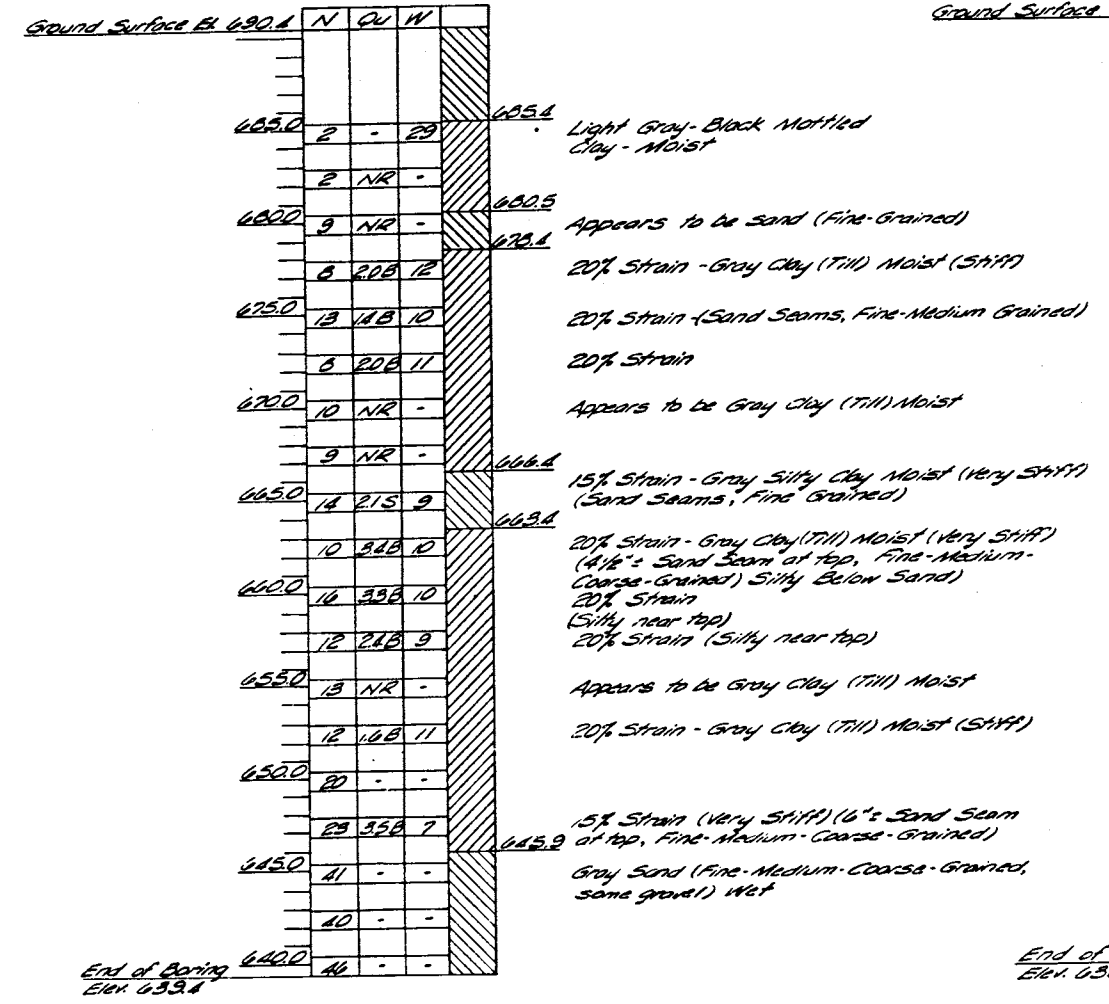 Ground Surface El. 690.4 N Qu W
Ground Surface
685.4
685.0 2 - 29 Light Gray-Black Mottled
Clay - Moist
2 NR -
680.5
680.0 9 NR - Appears to be sand (Fine-Grained)
678.4
8 2.0B 12 20% Strain - Gray Clay (Till) Moist (Stiff)
675.0 13 1.4B 10 20% Strain - (Sand Seams, Fine-Medium Grained)
8 2.0B 11 20% Strain
670.0 10 NR - Appears to be Gray Clay (Till) Moist
9 NR -
666.4
15% Strain - Gray Silty Clay Moist (Very Stiff)
665.0 14 2.1S 9 (Sand Seams, Fine Grained)
663.4
10 3.4B 10 20% Strain - Gray Clay (Till) Moist (Very Stiff)
(4½"± Sand Seam at top, Fine-Medium-
Coarse-Grained) Silty Below Sand)
660.0 16 3.3B 10 20% Strain
(Silty near top)
12 2.4B 9 20% Strain (Silty near top)
655.0 13 NR - Appears to be Gray Clay (Till) Moist
12 1.6B 11 20% Strain - Gray Clay (Till) Moist (Stiff)
650.0 20 - -
23 3.5B 7 15% Strain (Very Stiff) (6"± Sand Seam
645.9 at top, Fine-Medium-Coarse-Grained)
645.0 41 - - Gray Sand (Fine-Medium-Coarse-Grained,
some gravel) Wet
40 - -
640.0 46 - -
End of Boring
Elev. 639.4
End of
Elev.